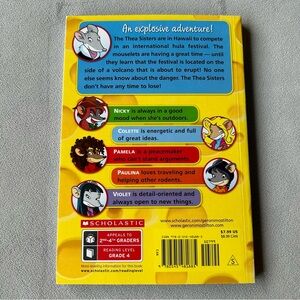 An explosive adventure!
The Thea Sisters are in Hawaii to compete
in an international hula festival. The
mouselets are having a great time — until
they learn that the festival is located on the
side of a volcano that is about to erupt! No one
else seems to know about the danger. The Thea Sisters
don't have any time to lose!
NICKY is always in a good
mood when she's outdoors.
COLETTE is energetic and full
of great ideas.
PAMELA is a peacemaker
who can't stand arguments.
PAULINA loves traveling and
helping other rodents.
VIOLET is detail-oriented and
always open to new things.
SCHOLASTIC
APPEALS TO
2nd–4th GRADERS
READING LEVEL
GRADE 4
www.scholastic.com/readinglevel
www.scholastic.com/
geronimostilton
$7.99 US